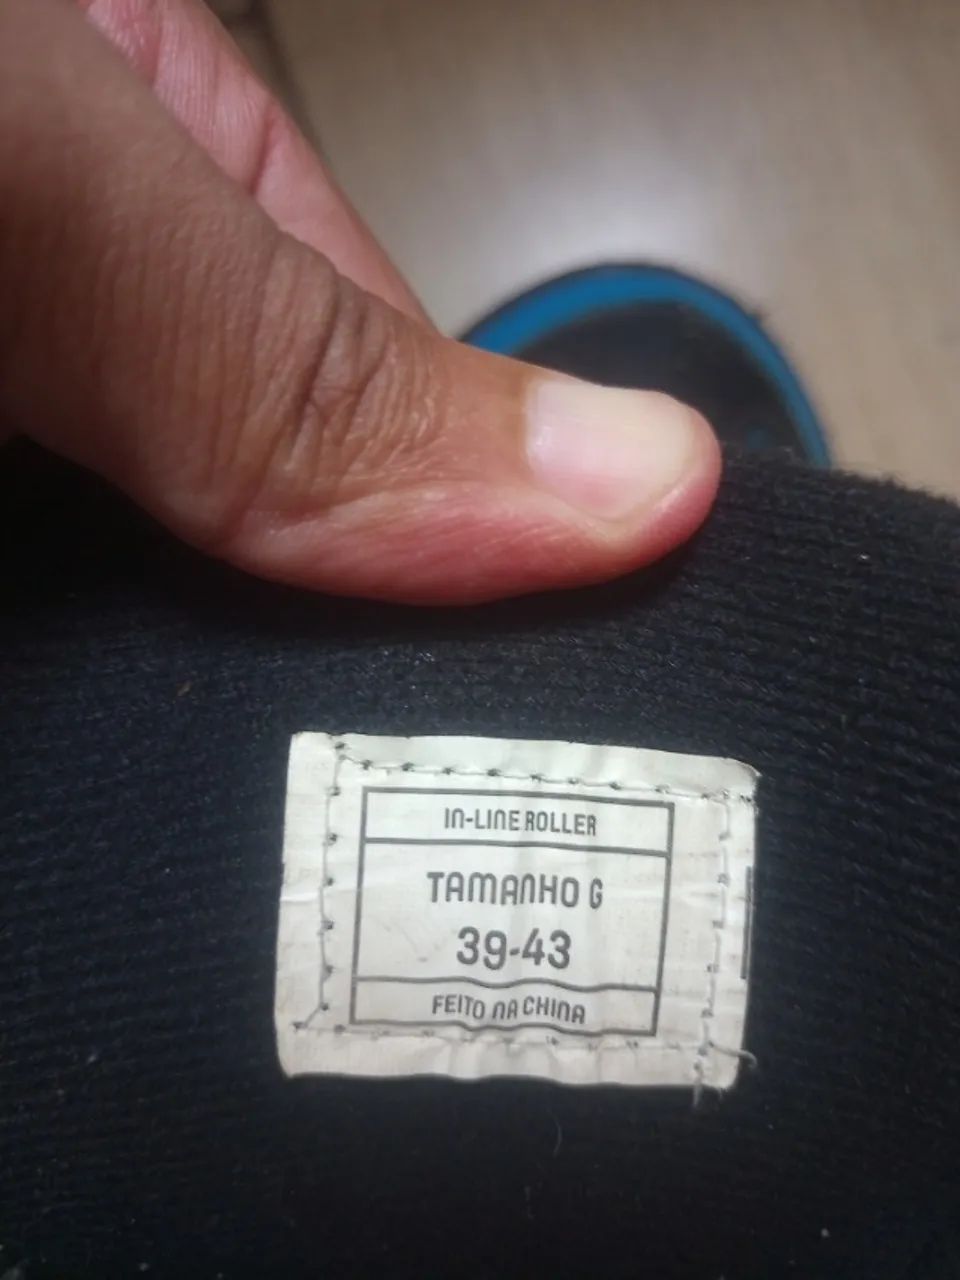 IN-LINE ROLLER
TAMANHO G
39-43
FEITO NA CHINA